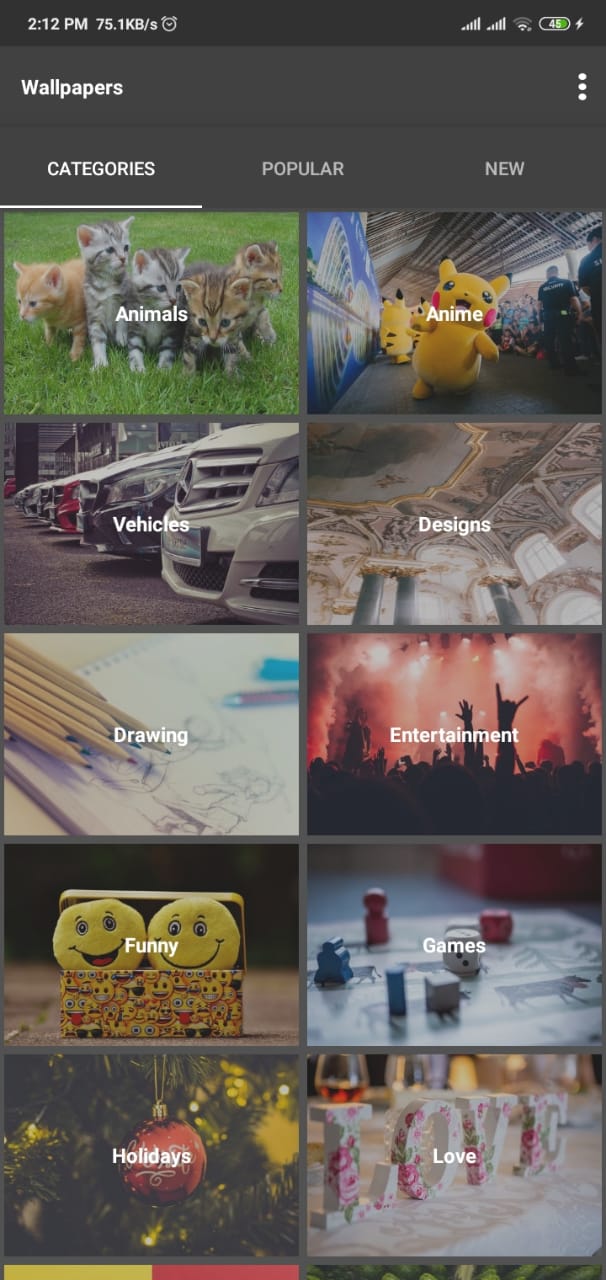 2:12 PM 75.1KB/s 45
Wallpapers
CATEGORIES POPULAR NEW
Animals Anime
Vehicles Designs
Drawing Entertainment
Funny Games
Holidays Love
LOVE